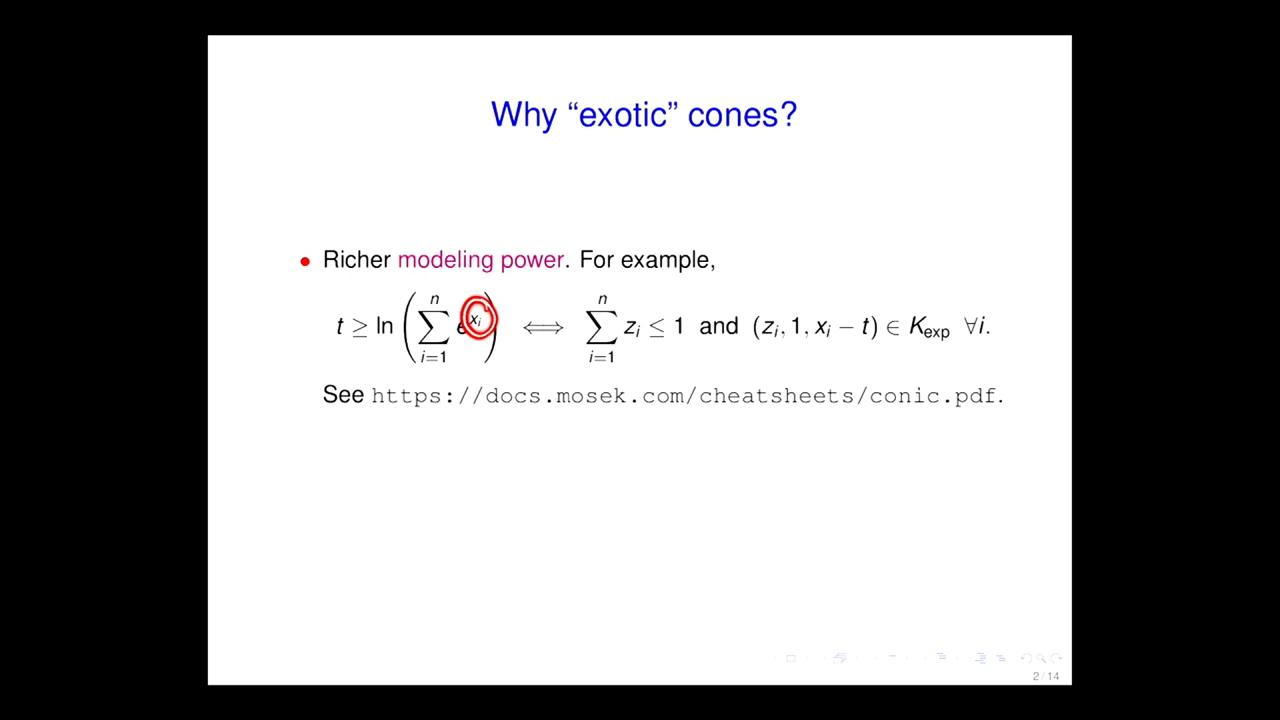 Why “exotic” cones?
• Richer modeling power. For example,
t ≥ ln (∑_{i=1}^{n} e^{x_i}) ⟺ ∑_{i=1}^{n} z_i ≤ 1 and (z_i, 1, x_i − t) ∈ K_exp ∀i.
See https://docs.mosek.com/cheatsheets/conic.pdf.
2 / 14